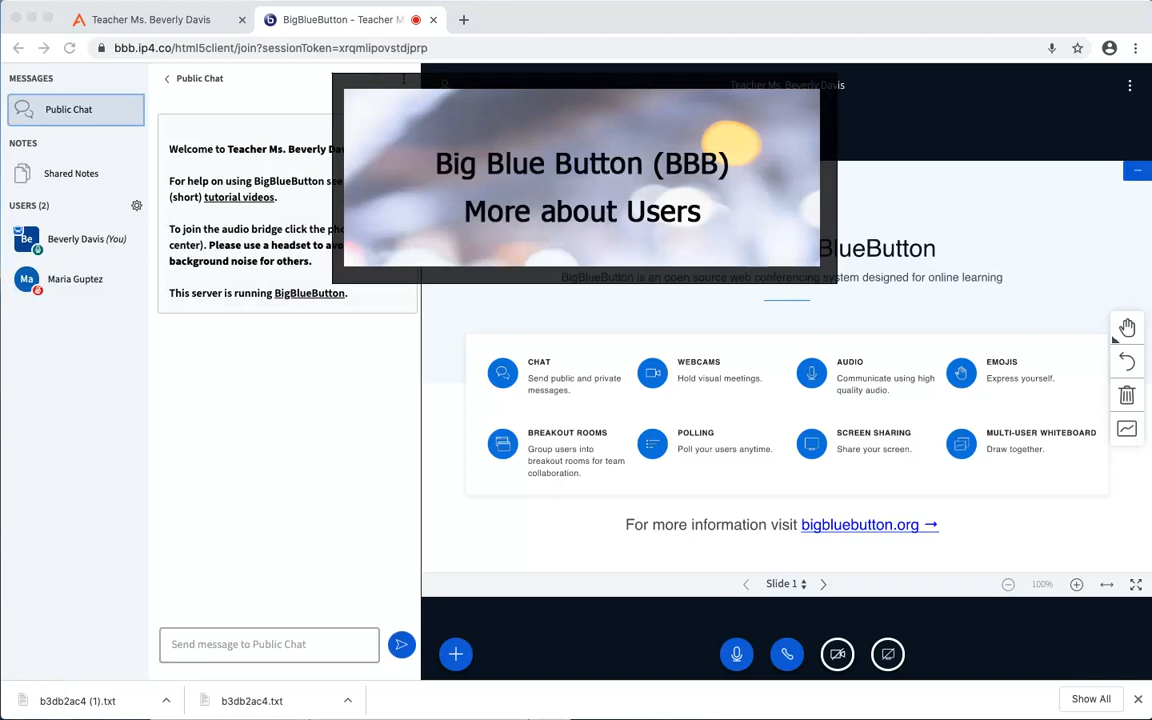 Teacher Ms. Beverly Davis
BigBlueButton - Teacher M
bbb.ip4.co/html5client/join?sessionToken=xrqmlipovstdjprp
MESSAGES
Public Chat
NOTES
Shared Notes
USERS (2)
Be
Beverly Davis (You)
Ma
Maria Guptez
Public Chat
Welcome to Teacher Ms. Beverly Da
For help on using BigBlueButton see
(short) tutorial videos.
To join the audio bridge click the pho
center). Please use a headset to avo
background noise for others.
This server is running BigBlueButton.
Send message to Public Chat
Teacher Ms. Beverly Davis
Big Blue Button (BBB)
More about Users
BlueButton
BigBlueButton is an open source web conferencing system designed for online learning
CHAT
Send public and private
messages.
WEBCAMS
Hold visual meetings.
AUDIO
Communicate using high
quality audio.
EMOJIS
Express yourself.
BREAKOUT ROOMS
Group users into
breakout rooms for team
collaboration.
POLLING
Poll your users anytime.
SCREEN SHARING
Share your screen.
MULTI-USER WHITEBOARD
Draw together.
For more information visit bigbluebutton.org →
Slide 1
100%
b3db2ac4 (1).txt
b3db2ac4.txt
Show All